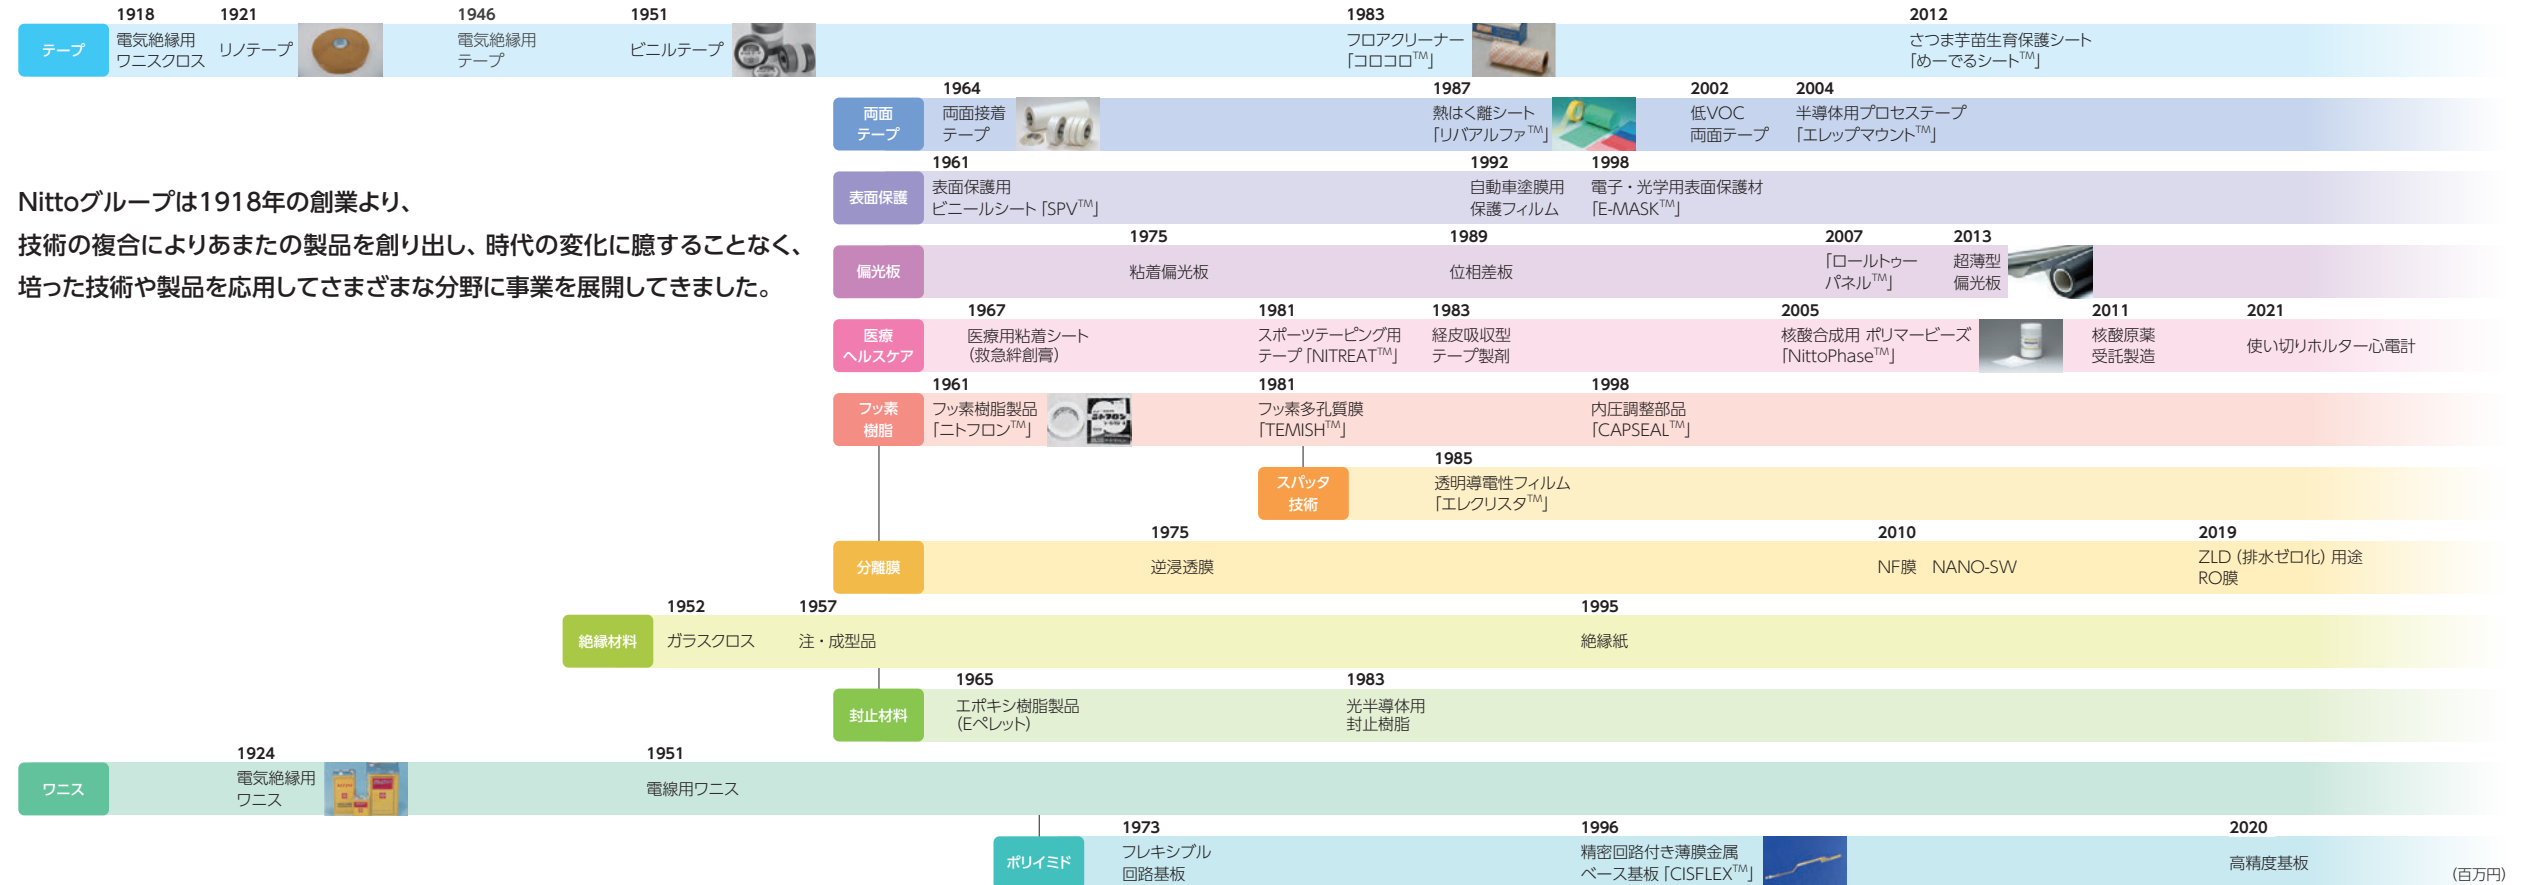 1918
1921
1946
1951
1983
2012
テープ
電気絶縁用
ワニスクロス
リノテープ
電気絶縁用
テープ
ビニルテープ
フロアクリーナー
「コロコロ™」
さつま芋苗生育保護シート
「めーでるシート™」
1964
1987
2002
2004
両面
テープ
両面接着
テープ
熱はく離シート
「リバアルファ™」
低VOC
両面テープ
半導体用プロセステープ
「エレップマウント™」
1961
1992
1998
表面保護
表面保護用
ビニールシート「SPV™」
自動車塗膜用
保護フィルム
電子・光学用表面保護材
「E-MASK™」
Nittoグループは1918年の創業より、
技術の複合によりあまたの製品を創り出し、時代の変化に臆することなく、
培った技術や製品を応用してさまざまな分野に事業を展開してきました。
1975
1989
2007
2013
偏光板
粘着偏光板
位相差板
「ロールトゥー
パネル™」
超薄型
偏光板
1967
1981
1983
2005
2011
2021
医療
ヘルスケア
医療用粘着シート
（救急絆創膏）
スポーツテーピング用
テープ「NITREAT™」
経皮吸収型
テープ製剤
核酸合成用 ポリマービーズ
「NittoPhase™」
核酸原薬
受託製造
使い切りホルター心電計
1961
1981
1998
フッ素
樹脂
フッ素樹脂製品
「ニトフロン™」
フッ素多孔質膜
「TEMISH™」
内圧調整部品
「CAPSEAL™」
1985
スパッタ
技術
透明導電性フィルム
「エレクリスタ™」
1975
2010
2019
分離膜
逆浸透膜
NF膜 NANO-SW
ZLD（排水ゼロ化）用途
RO膜
1952
1957
1995
絶縁材料
ガラスクロス
注・成型品
絶縁紙
1965
1983
封止材料
エポキシ樹脂製品
（Eペレット）
光半導体用
封止樹脂
1924
1951
ワニス
電気絶縁用
ワニス
電線用ワニス
1973
1996
2020
ポリイミド
フレキシブル
回路基板
精密回路付き薄膜金属
ベース基板「CISFLEX™」
高精度基板
（百万円）